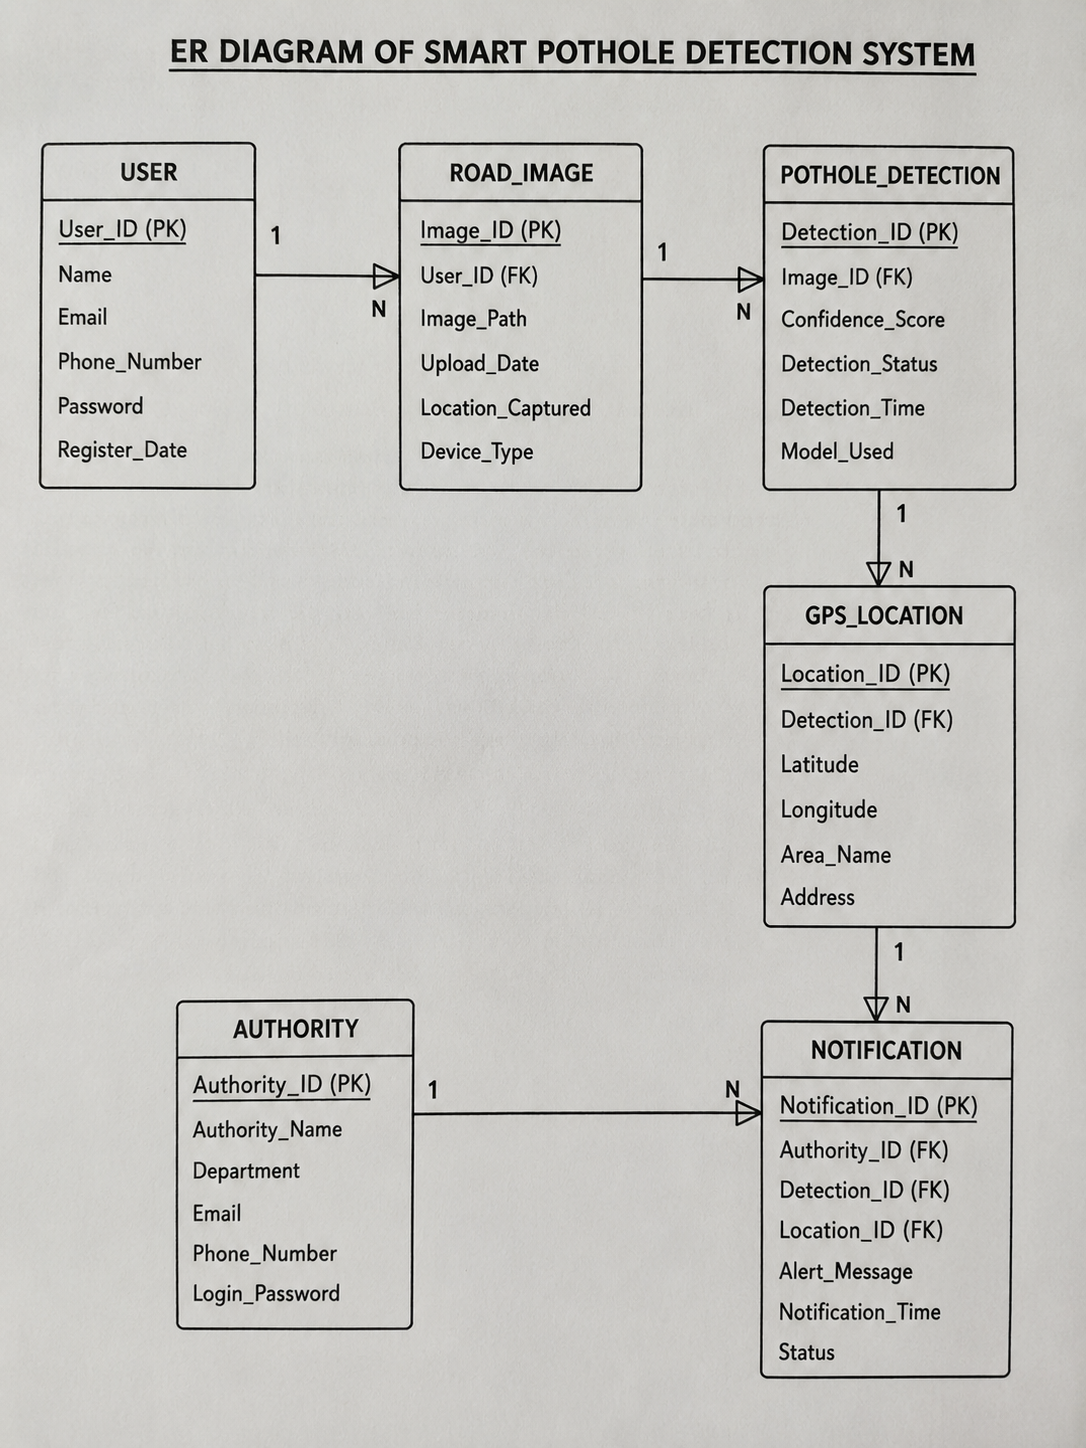 ER DIAGRAM OF SMART POTHOLE DETECTION SYSTEM
USER
User_ID (PK)
Name
Email
Phone_Number
Password
Register_Date
1
N
ROAD_IMAGE
Image_ID (PK)
User_ID (FK)
Image_Path
Upload_Date
Location_Captured
Device_Type
1
N
POTHOLE_DETECTION
Detection_ID (PK)
Image_ID (FK)
Confidence_Score
Detection_Status
Detection_Time
Model_Used
1
N
GPS_LOCATION
Location_ID (PK)
Detection_ID (FK)
Latitude
Longitude
Area_Name
Address
1
N
AUTHORITY
Authority_ID (PK)
Authority_Name
Department
Email
Phone_Number
Login_Password
1
N
NOTIFICATION
Notification_ID (PK)
Authority_ID (FK)
Detection_ID (FK)
Location_ID (FK)
Alert_Message
Notification_Time
Status